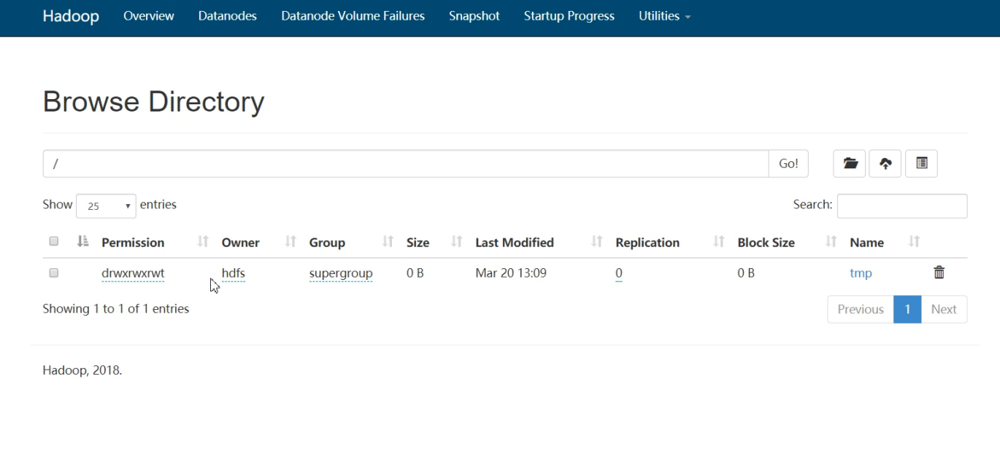 Hadoop Overview Datanodes Datanode Volume Failures Snapshot Startup Progress Utilities
Browse Directory
/ Go!
Show 25 entries Search:
Permission Owner Group Size Last Modified Replication Block Size Name
drwxrwxrwt hdfs supergroup 0 B Mar 20 13:09 0 0 B tmp
Showing 1 to 1 of 1 entries Previous 1 Next
Hadoop, 2018.